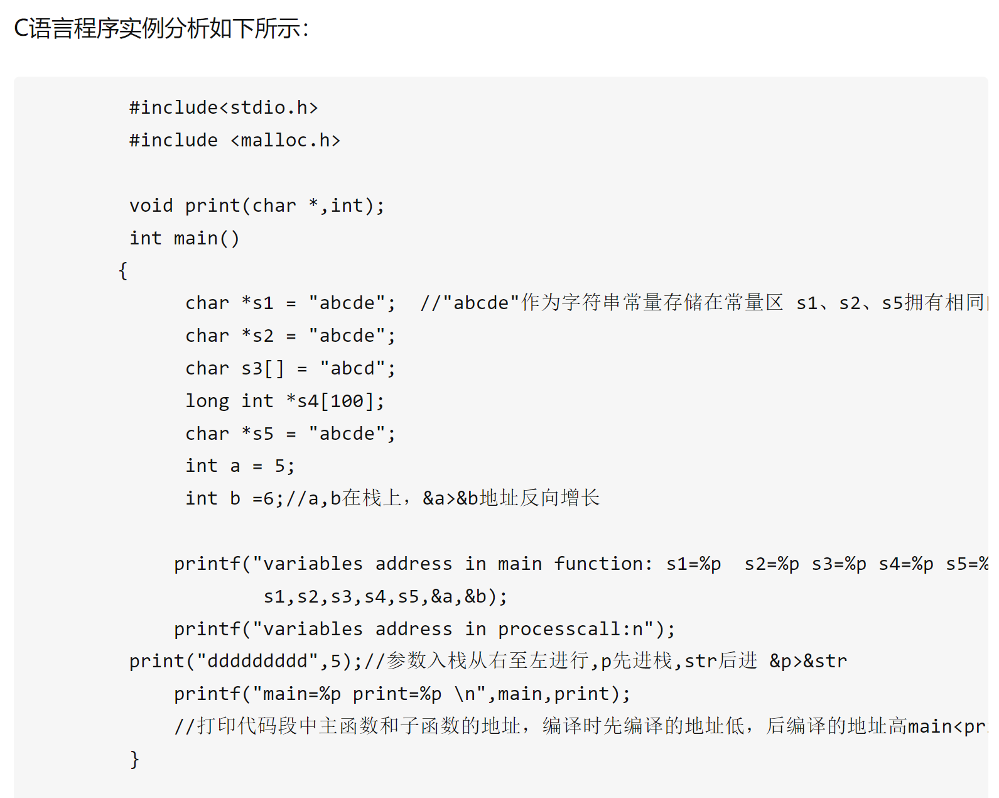 C语言程序实例分析如下所示：
#include<stdio.h>
#include <malloc.h>
void print(char *,int);
int main()
{
char *s1 = "abcde";  //"abcde"作为字符串常量存储在常量区 s1、s2、s5拥有相同
char *s2 = "abcde";
char s3[] = "abcd";
long int *s4[100];
char *s5 = "abcde";
int a = 5;
int b =6;//a,b在栈上，&a>&b地址反向增长
printf("variables address in main function: s1=%p  s2=%p s3=%p s4=%p s5=%
s1,s2,s3,s4,s5,&a,&b);
printf("variables address in processcall:n");
print("ddddddddd",5);//参数入栈从右至左进行,p先进栈,str后进 &p>&str
printf("main=%p print=%p \n",main,print);
//打印代码段中主函数和子函数的地址，编译时先编译的地址低，后编译的地址高main<pr
}